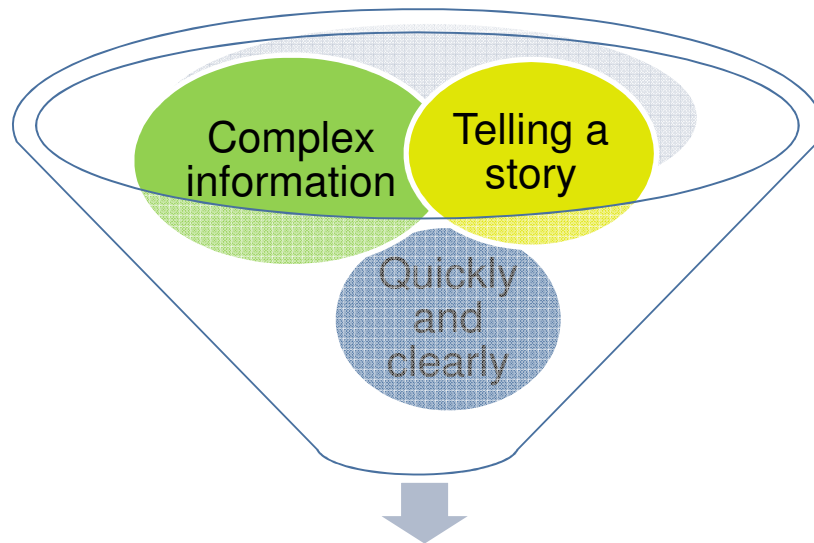 Complex
information
Telling a
story
Quickly
and
clearly